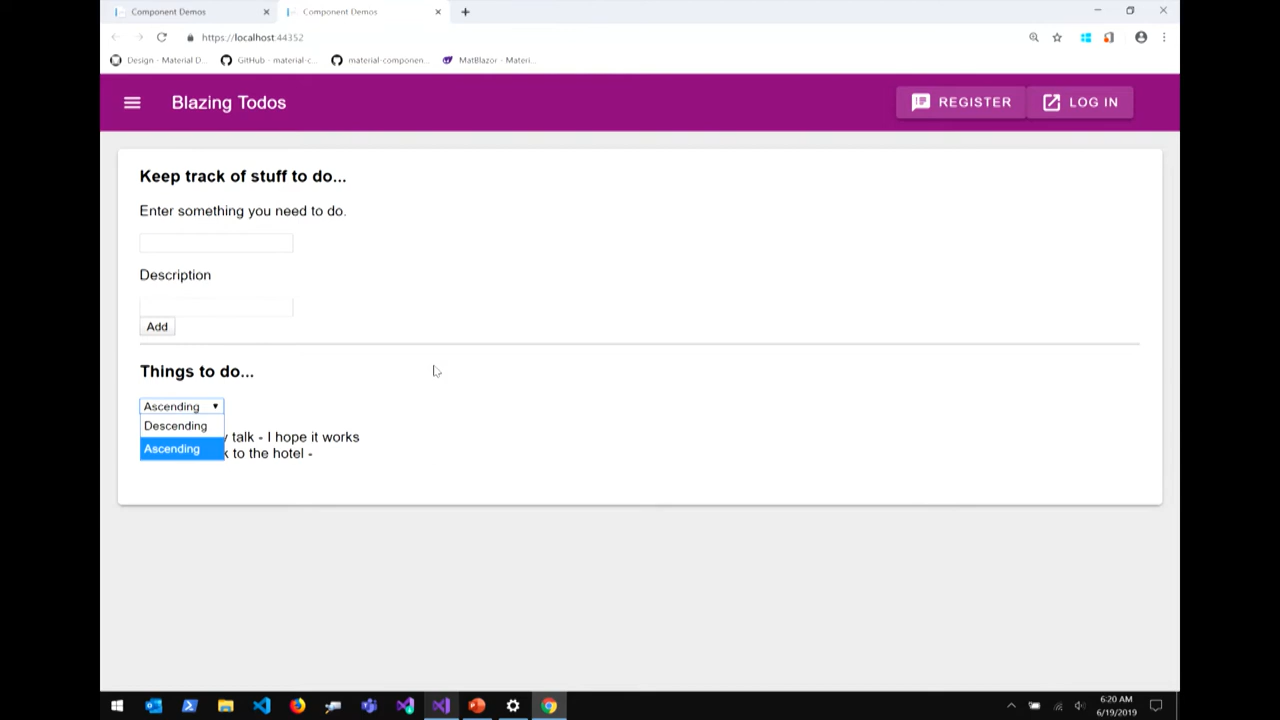 Component Demos
Component Demos
https://localhost:44352
Design - Material D...
GitHub - material-c...
material-componen...
MatBlazor - Materi...
Blazing Todos
REGISTER
LOG IN
Keep track of stuff to do...
Enter something you need to do.
Description
Add
Things to do...
Ascending
Descending
talk - I hope it works
Ascending
to the hotel -
6:20 AM
6/19/2019